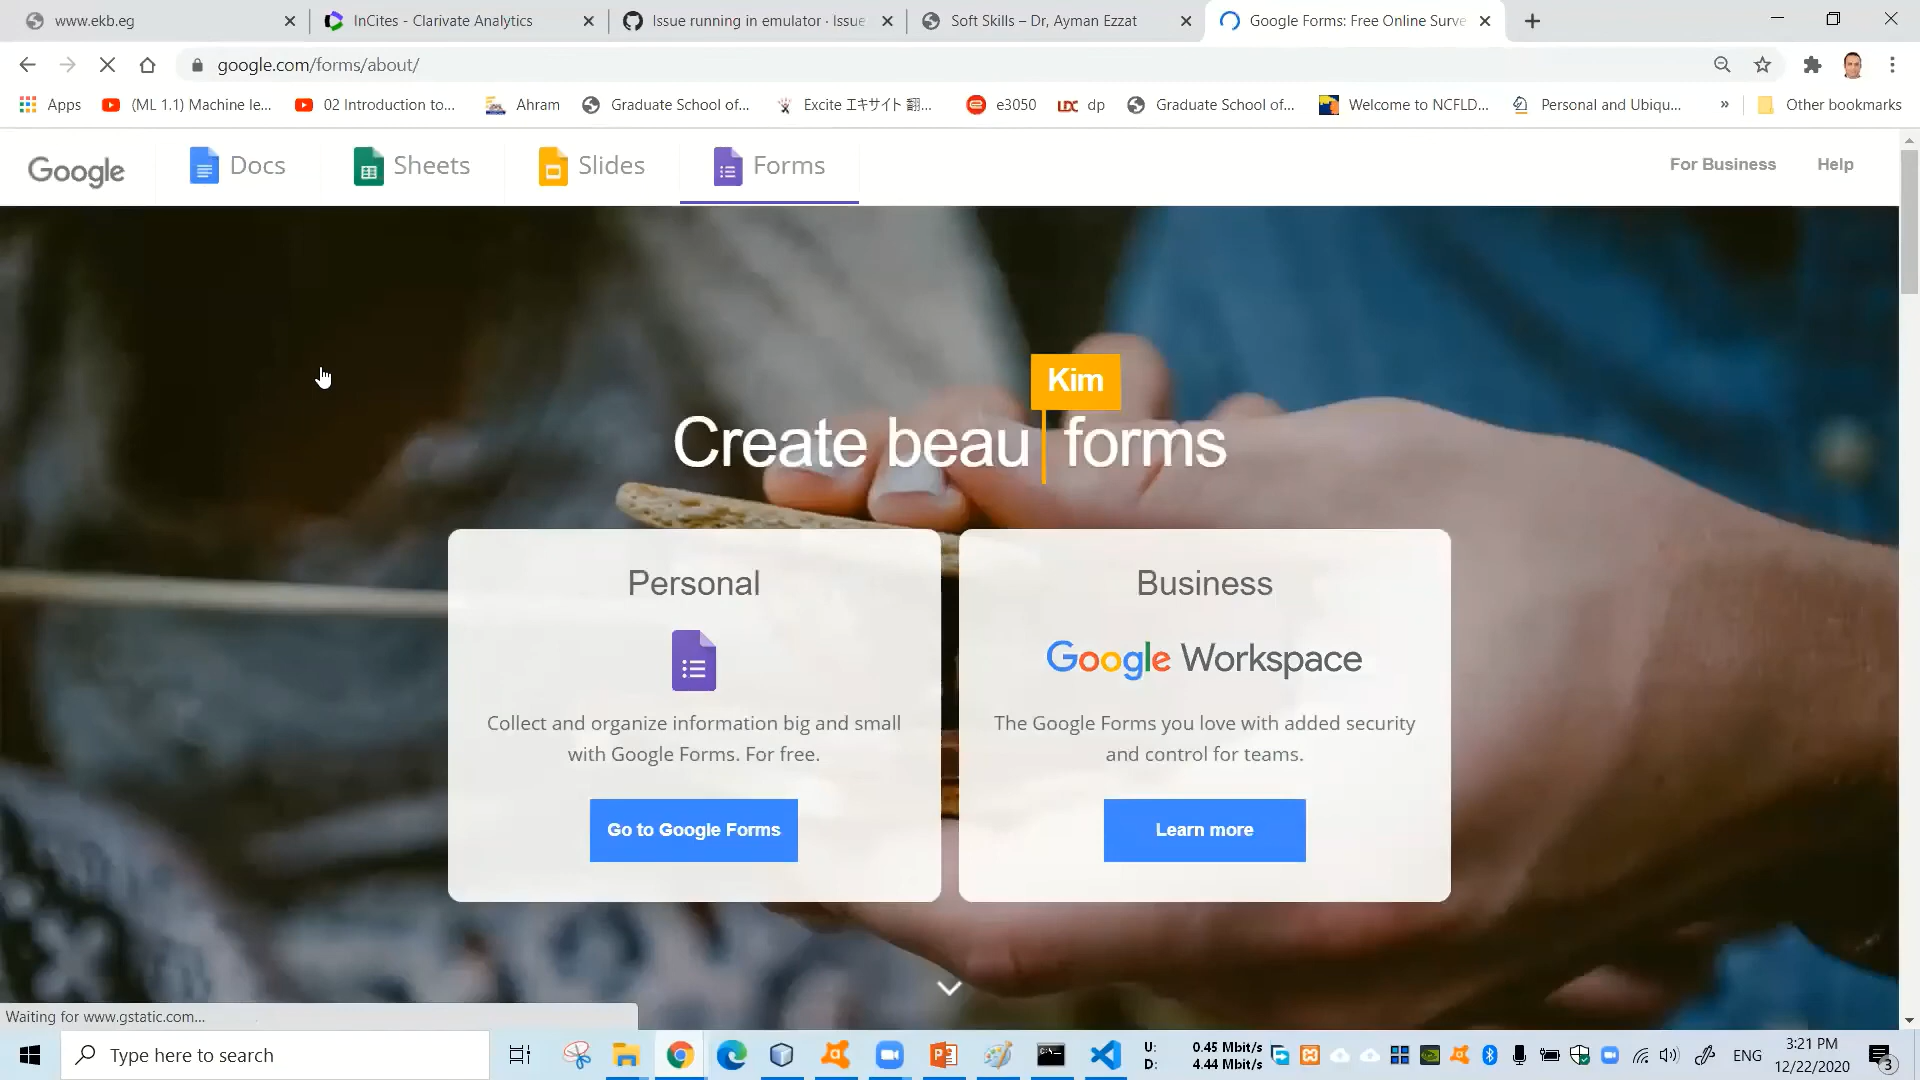 www.ekb.eg
InCites - Clarivate Analytics
Issue running in emulator · Issue
Soft Skills – Dr, Ayman Ezzat
Google Forms: Free Online Surve
google.com/forms/about/
Apps
(ML 1.1) Machine le...
02 Introduction to...
Ahram
Graduate School of...
Excite エキサイト 翻...
e3050
LDC dp
Graduate School of...
Welcome to NCFLD...
Personal and Ubiqu...
»
Other bookmarks
Google
Docs
Sheets
Slides
Forms
For Business
Help
Kim
Create beau forms
Personal
Collect and organize information big and small
with Google Forms. For free.
Go to Google Forms
Business
Google Workspace
The Google Forms you love with added security
and control for teams.
Learn more
Waiting for www.gstatic.com...
Type here to search
U: 0.45 Mbit/s
D: 4.44 Mbit/s
ENG
3:21 PM
12/22/2020
3